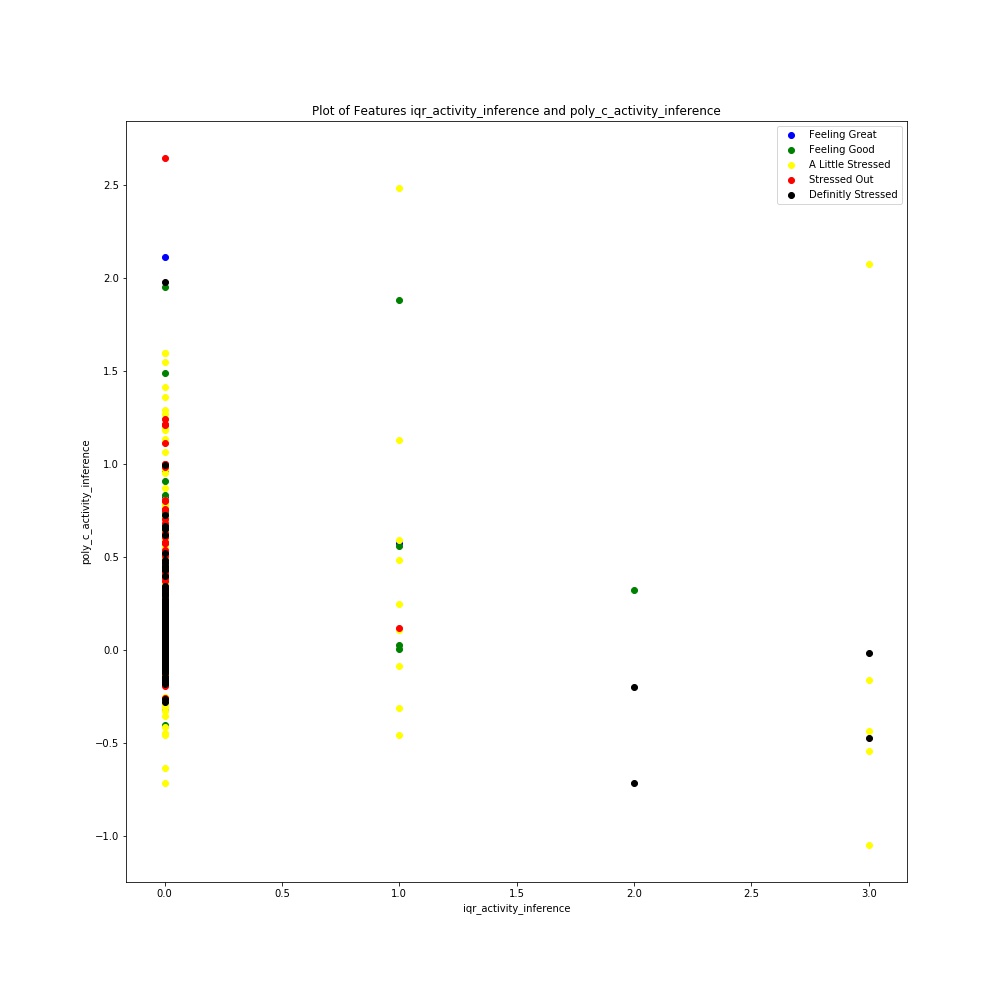 Plot of Features iqr_activity_inference and poly_c_activity_inference
Feeling Great
Feeling Good
A Little Stressed
Stressed Out
Definitly Stressed
2.5
2.0
1.5
1.0
0.5
0.0
−0.5
−1.0
poly_c_activity_inference
0.0 0.5 1.0 1.5 2.0 2.5 3.0
iqr_activity_inference